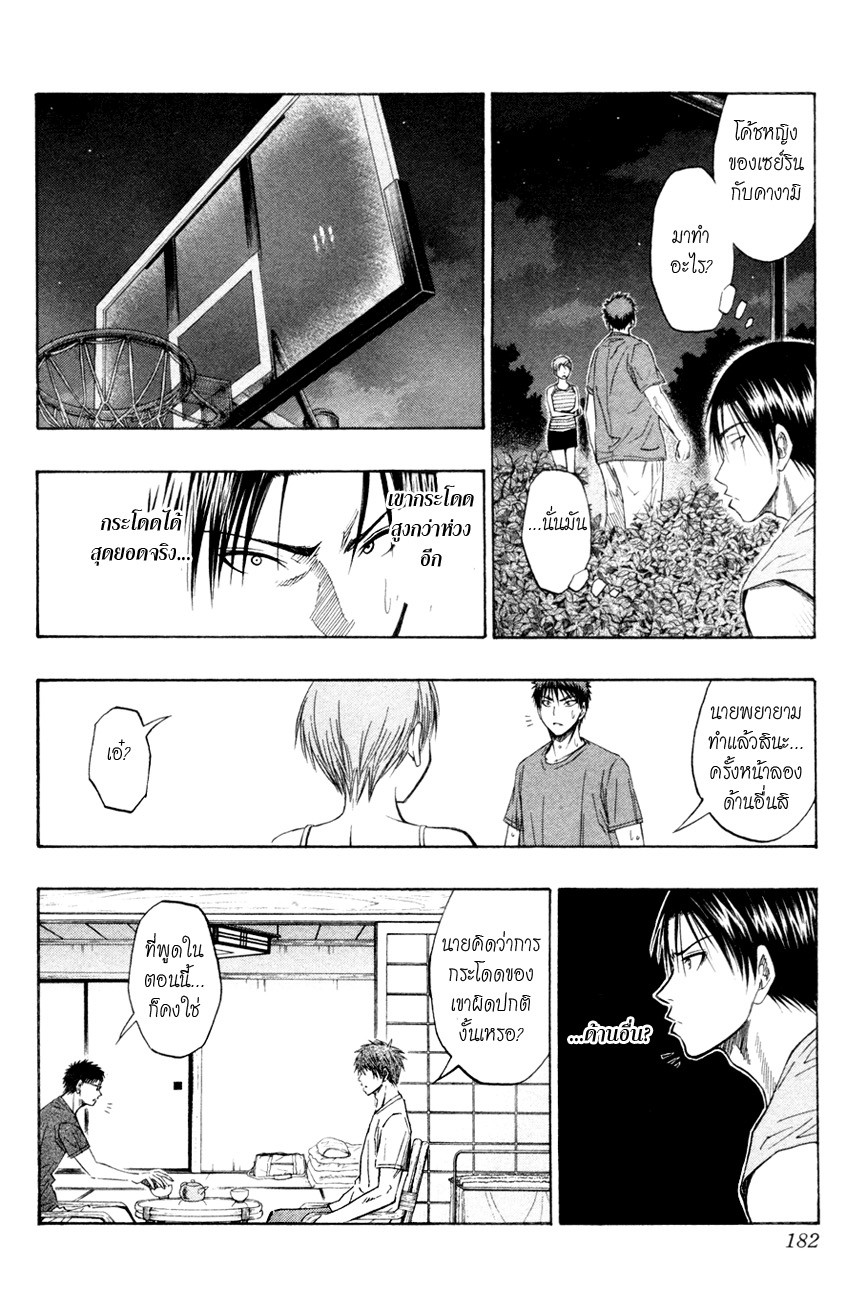 โค้ชหญิง
ของเซย์ริน
กับคางามิ
มาทำ
อะไร?
...นั่นมัน
เขากระโดด
สูงกว่าห่วง
อีก
กระโดดได้
สุดยอดจริง...
นายพยายาม
ทำแล้วสินะ...
ครั้งหน้าลอง
ด้านอื่นสิ
เอ๋?
...ด้านอื่น?
นายคิดว่าการ
กระโดดของ
เขาผิดปกติ
งั้นเหรอ?
ที่พูดใน
ตอนนี้...
ก็คงใช่
182